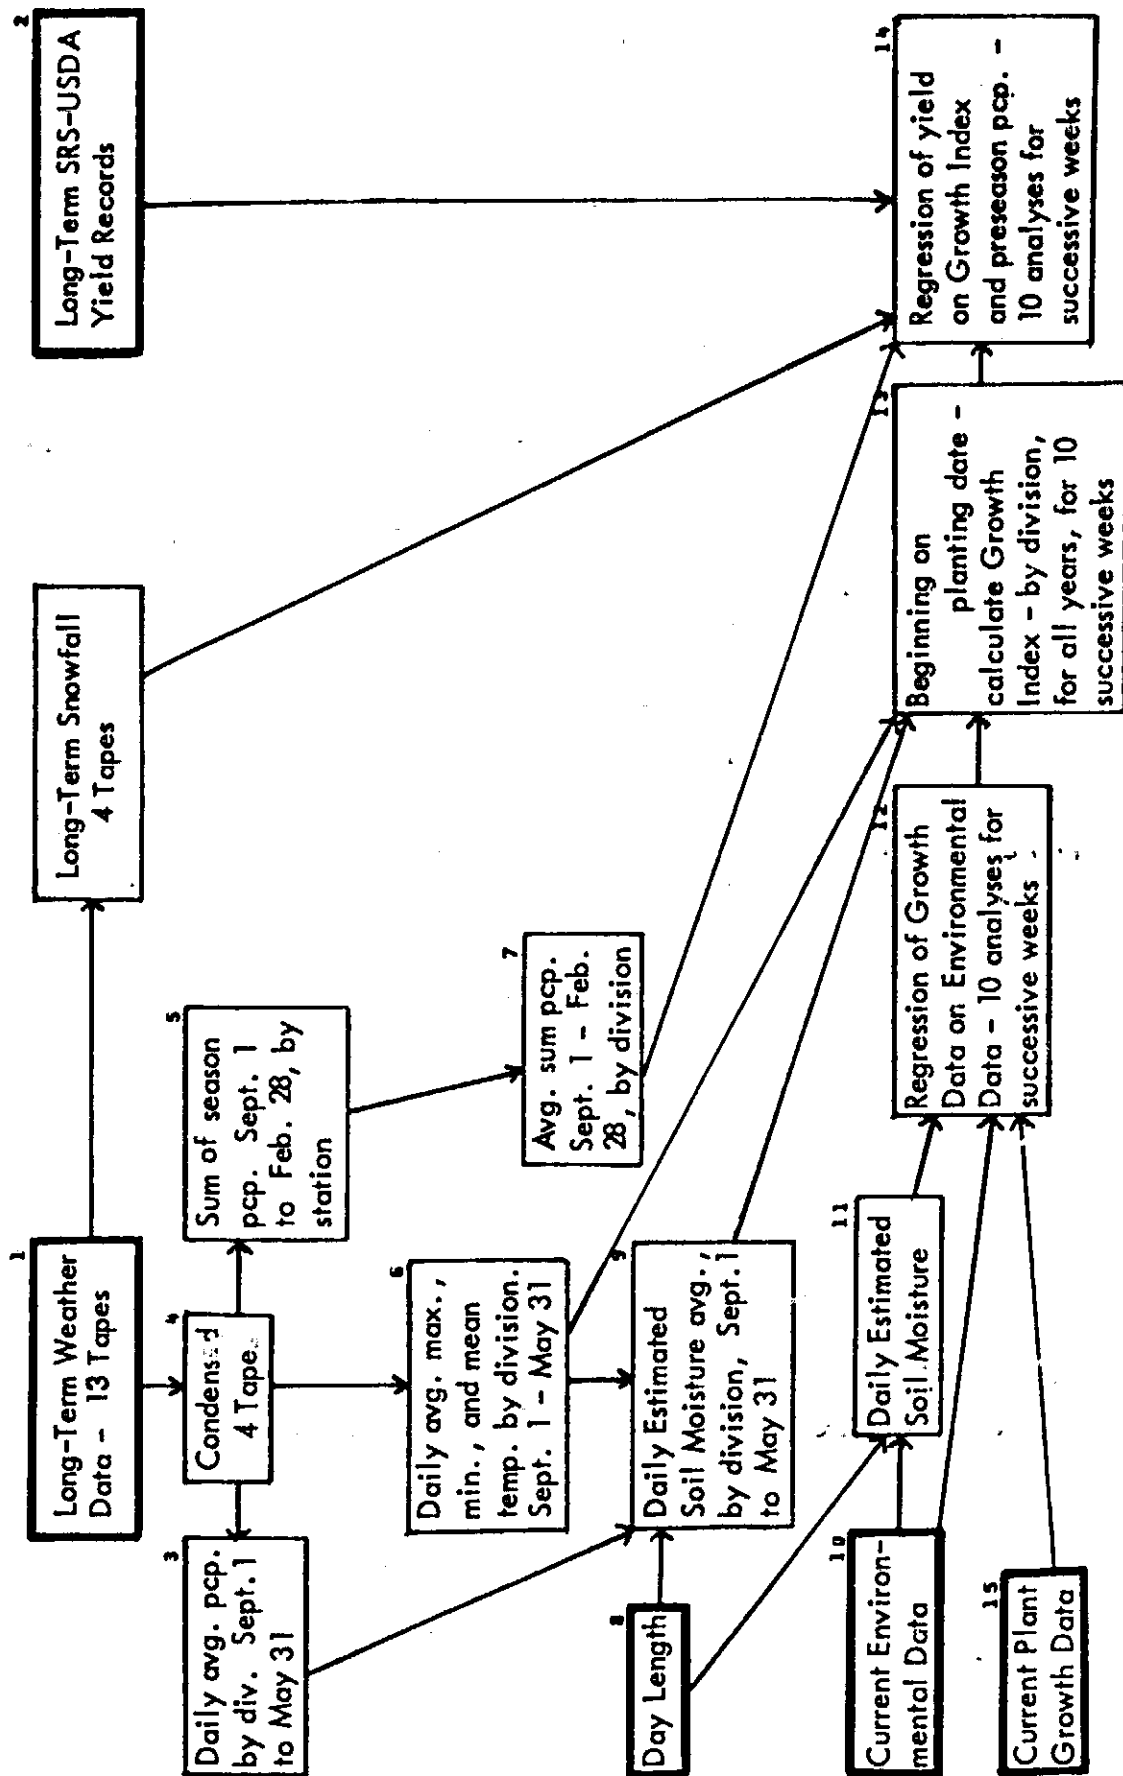 1
Long-Term Weather
Data - 13 Tapes
Long-Term Snowfall
4 Tapes
2
Long-Term SRS-USDA
Yield Records
3
Daily avg. pcp.
by div. Sept. 1
to May 31
4
Condensed
4 Tapes
5
Sum of season
pcp. Sept. 1
to Feb. 28, by
station
6
Daily avg. max.,
min., and mean
temp. by division.
Sept. 1 - May 31
7
Avg. sum pcp.
Sept. 1 - Feb.
28, by division
8
Day Length
9
Daily Estimated
Soil Moisture avg.,
by division, Sept. 1
to May 31
10
Current Environ-
mental Data
11
Daily Estimated
Soil Moisture
12
Regression of Growth
Data on Environmental
Data - 10 analyses for
successive weeks
13
Beginning on
planting date -
calculate Growth
Index - by division,
for all years, for 10
successive weeks
14
Regression of yield
on Growth Index
and preseason pcp. -
10 analyses for
successive weeks
15
Current Plant
Growth Data